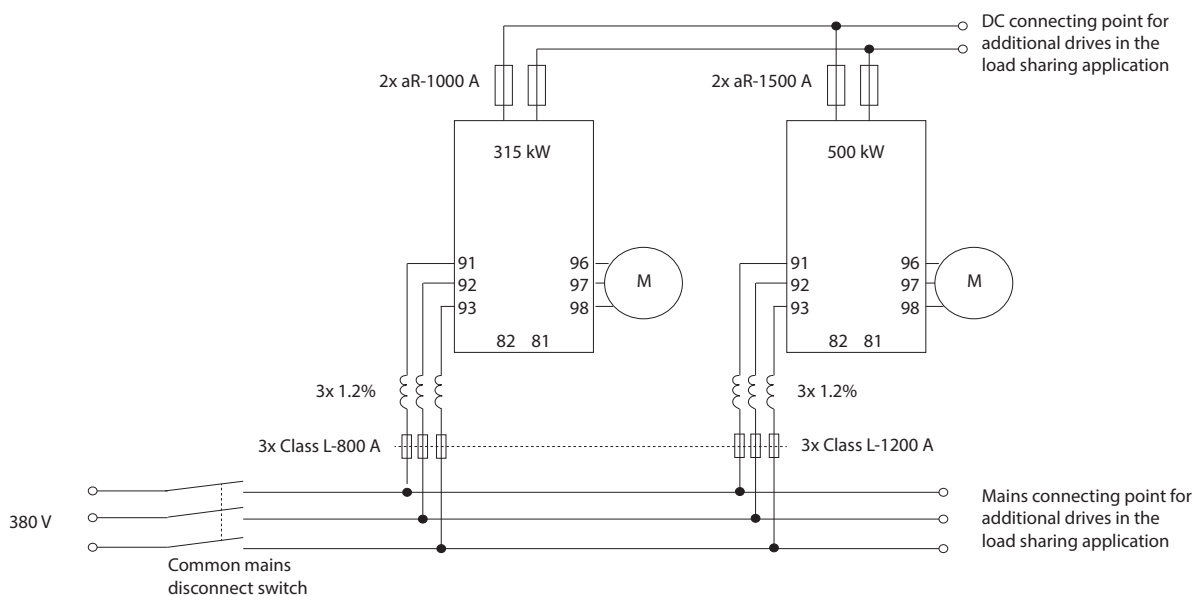 DC connecting point for
additional drives in the
load sharing application
2x aR-1000 A
2x aR-1500 A
315 kW
500 kW
91
92
93
96
97
98
M
82 81
91
92
93
96
97
98
M
82 81
3x 1.2%
3x 1.2%
3x Class L-800 A
3x Class L-1200 A
380 V
Mains connecting point for
additional drives in the
load sharing application
Common mains
disconnect switch